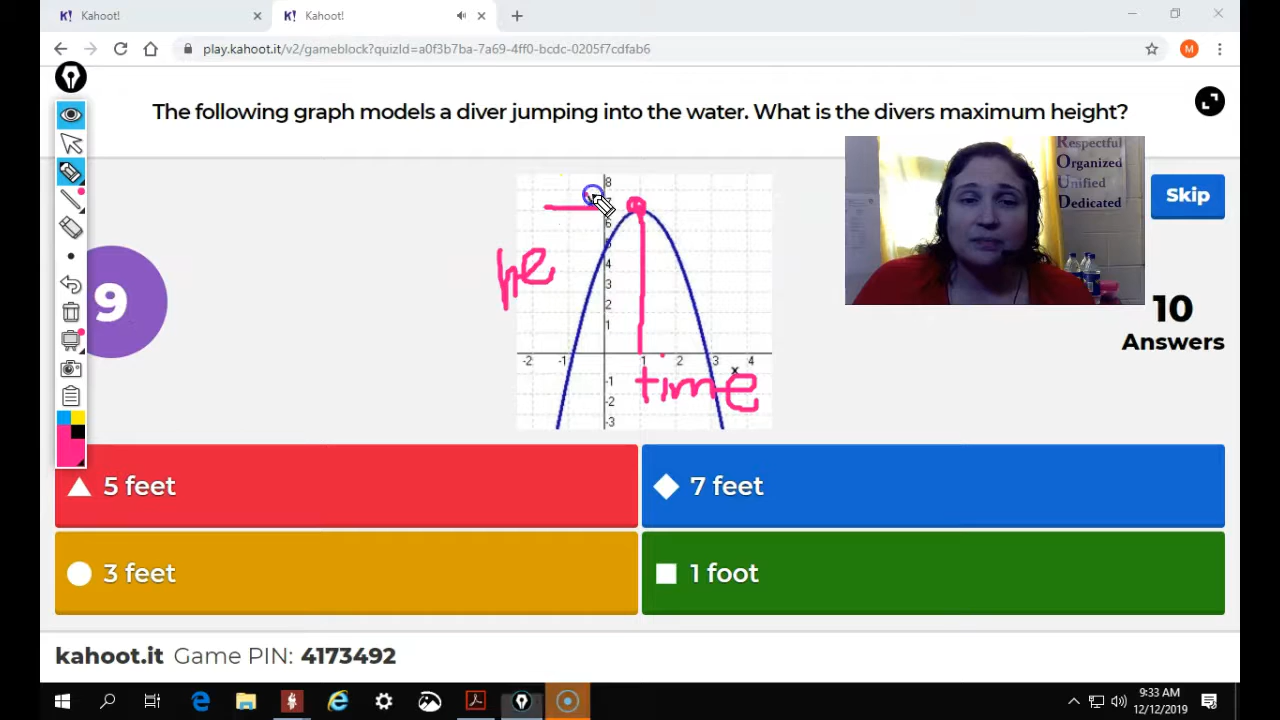 Kahoot!
Kahoot!
play.kahoot.it/v2/gameblock?quizId=a0f3b7ba-7a69-4ff0-bcdc-0205f7cdfab6
M
The following graph models a diver jumping into the water. What is the divers maximum height?
Respectful
Organized
Unified
Dedicated
Skip
8
6
5
4
3
2
1
-2 -1 1 2 3 4
x
-1
-2
-3
he
time
9
10
Answers
5 feet
7 feet
3 feet
1 foot
kahoot.it Game PIN: 4173492
9:33 AM
12/12/2019